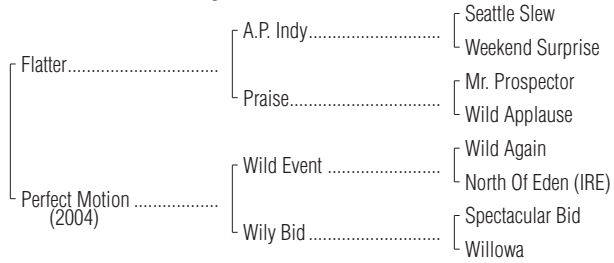 Seattle Slew
A.P. Indy
Weekend Surprise
Flatter
Mr. Prospector
Praise
Wild Applause
Wild Again
Wild Event
North Of Eden (IRE)
Perfect Motion
(2004)
Spectacular Bid
Wily Bid
Willowa